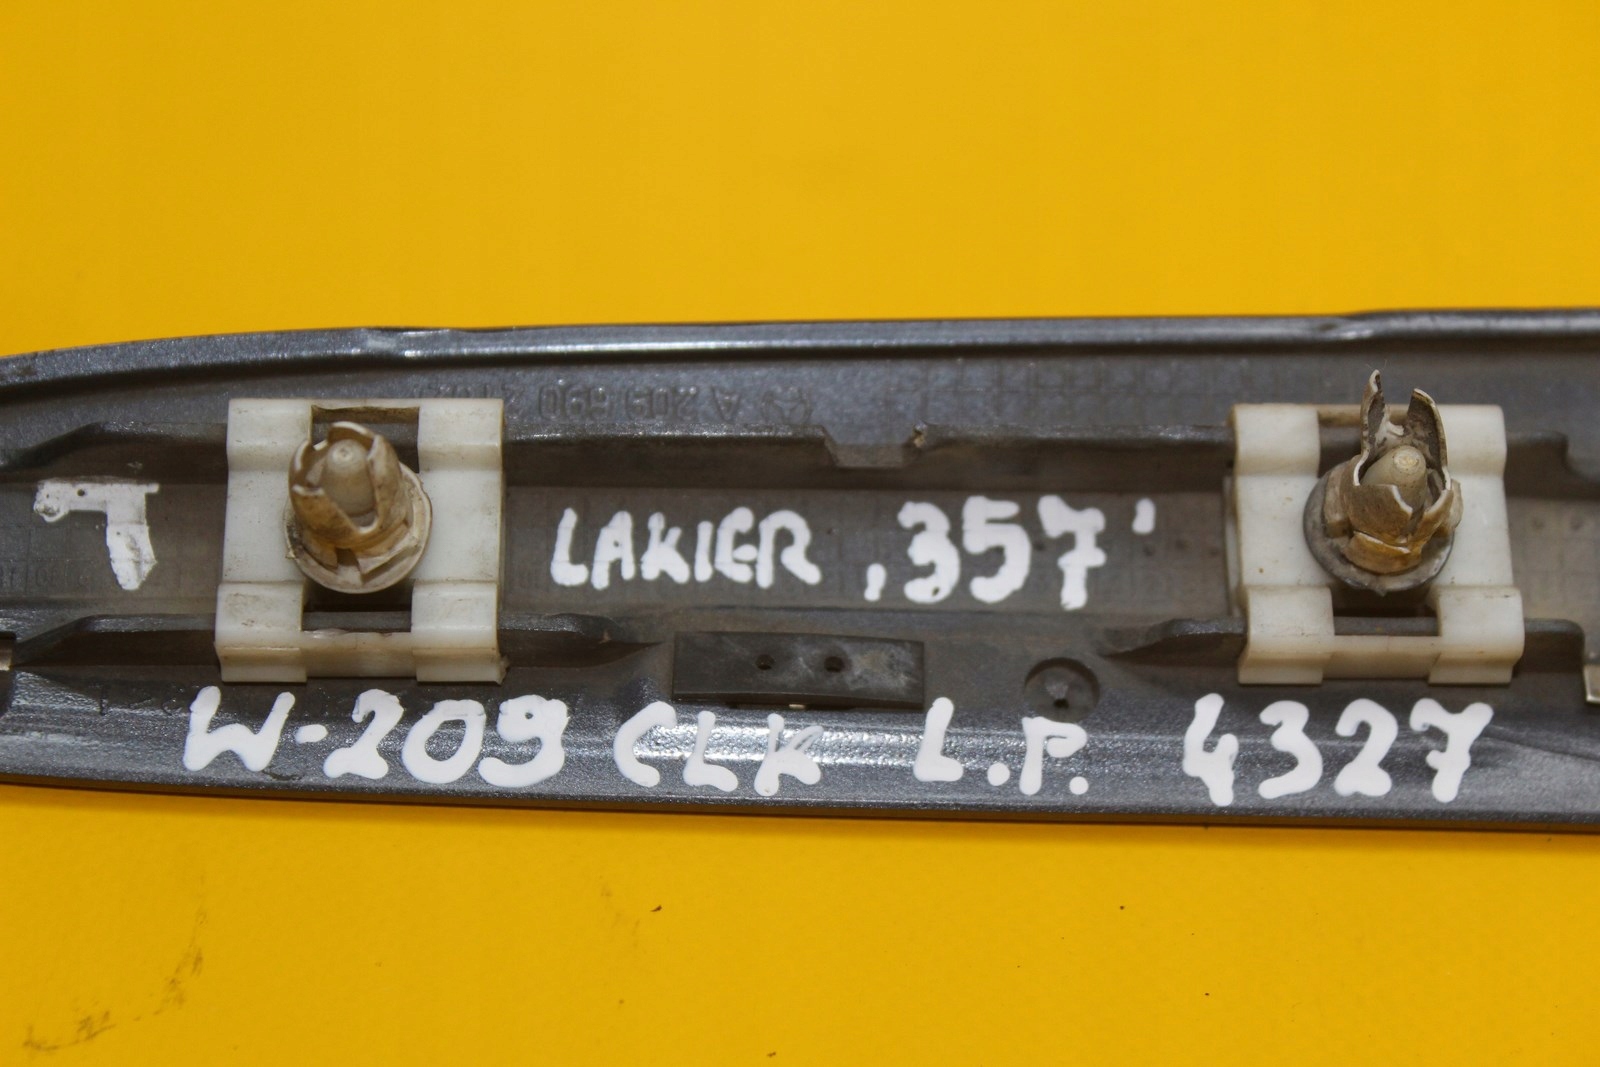 LAKIER ,357'
W-209 CLK L.P. 4327